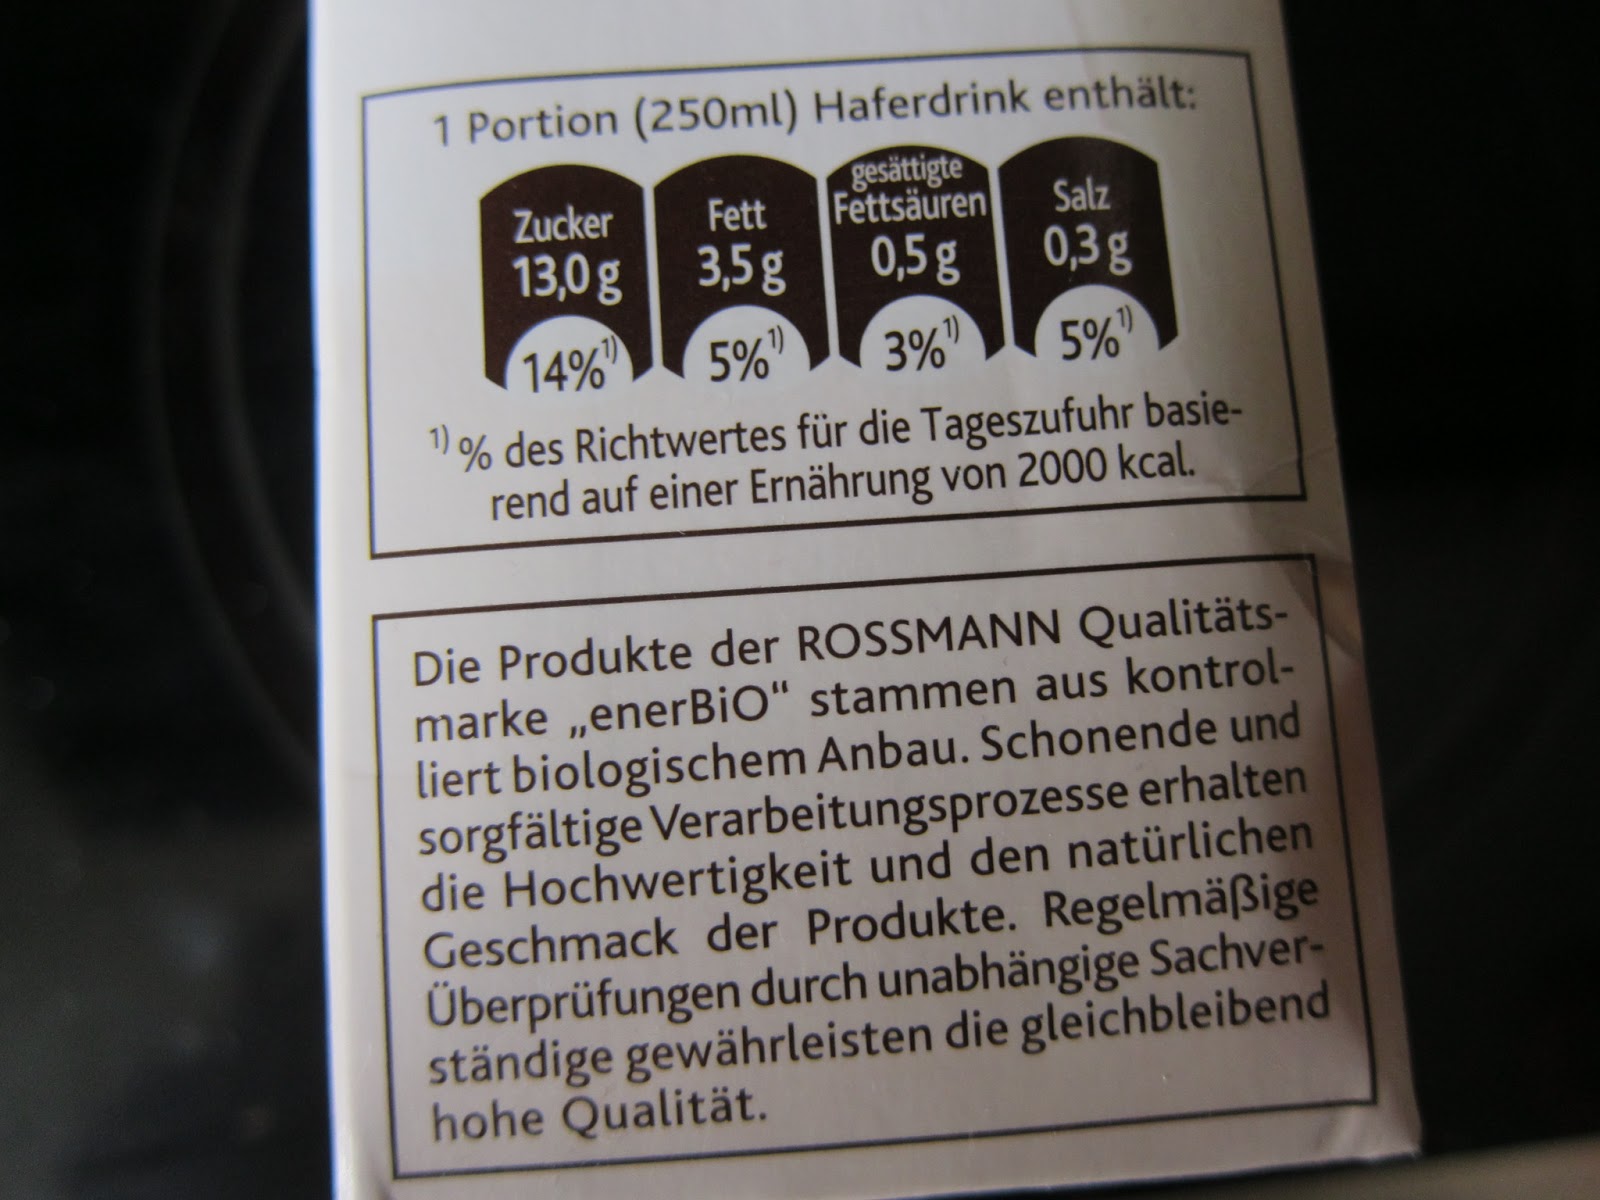 1 Portion (250ml) Haferdrink enthält:
Zucker
13,0 g
14%¹⁾
Fett
3,5 g
5%¹⁾
gesättigte
Fettsäuren
0,5 g
3%¹⁾
Salz
0,3 g
5%¹⁾
¹⁾ % des Richtwertes für die Tageszufuhr basie-
rend auf einer Ernährung von 2000 kcal.
Die Produkte der ROSSMANN Qualitäts-
marke „enerBiO“ stammen aus kontrol-
liert biologischem Anbau. Schonende und
sorgfältige Verarbeitungsprozesse erhalten
die Hochwertigkeit und den natürlichen
Geschmack der Produkte. Regelmäßige
Überprüfungen durch unabhängige Sachver-
ständige gewährleisten die gleichbleibend
hohe Qualität.